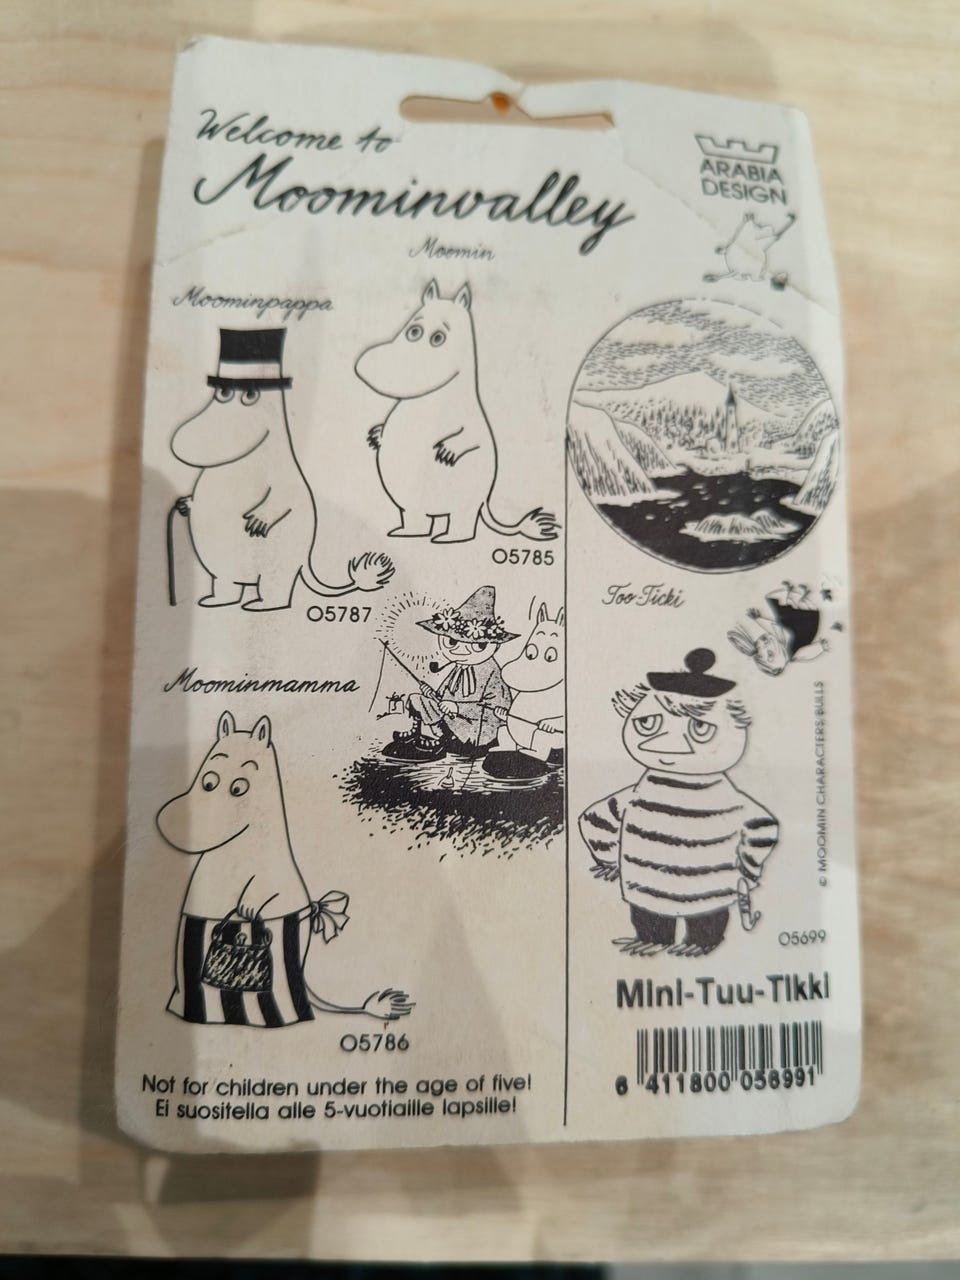 Welcome to
Moominvalley
ARABIA
DESIGN
Moomin
Moominpappa
O5785
O5787
Moominmamma
O5786
Not for children under the age of five!
Ei suositella alle 5-vuotiaille lapsille!
Too-Ticki
© MOOMIN CHARACTERS/BULLS
O5699
Mini-Tuu-Tikki
6 411800 056991